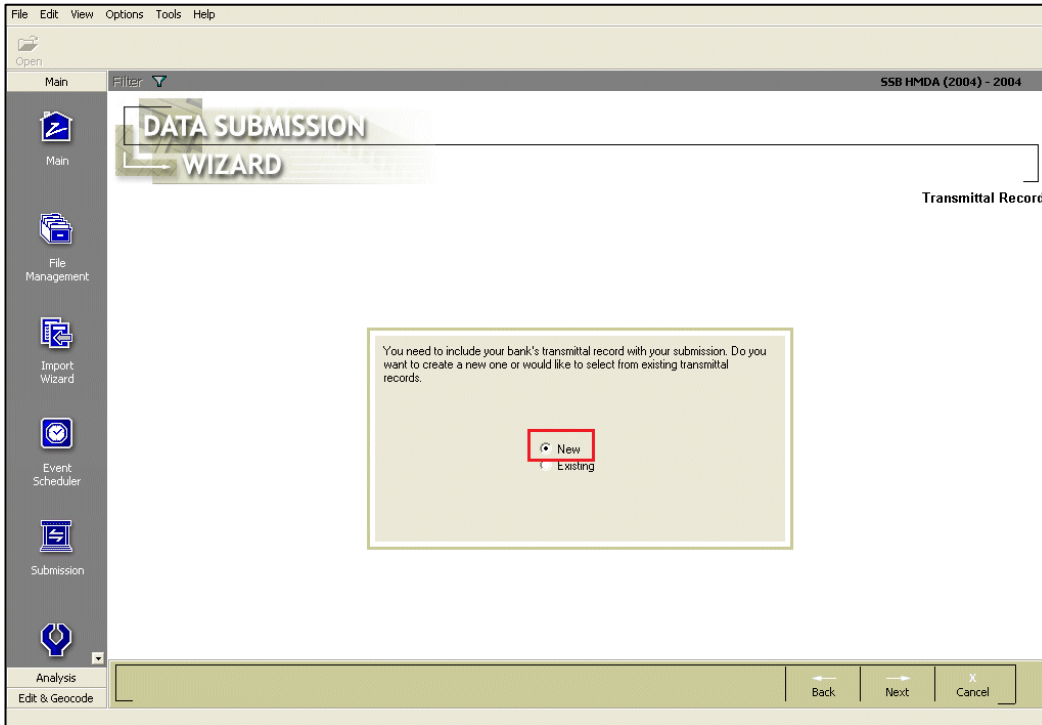 File Edit View Options Tools Help
Open
Main
Filter
SSB HMDA (2004) - 2004
DATA SUBMISSION
WIZARD
Transmittal Record
Main
File
Management
Import
Wizard
Event
Scheduler
Submission
You need to include your bank's transmittal record with your submission. Do you
want to create a new one or would like to select from existing transmittal
records.
New
Existing
Analysis
Edit & Geocode
Back
Next
X
Cancel